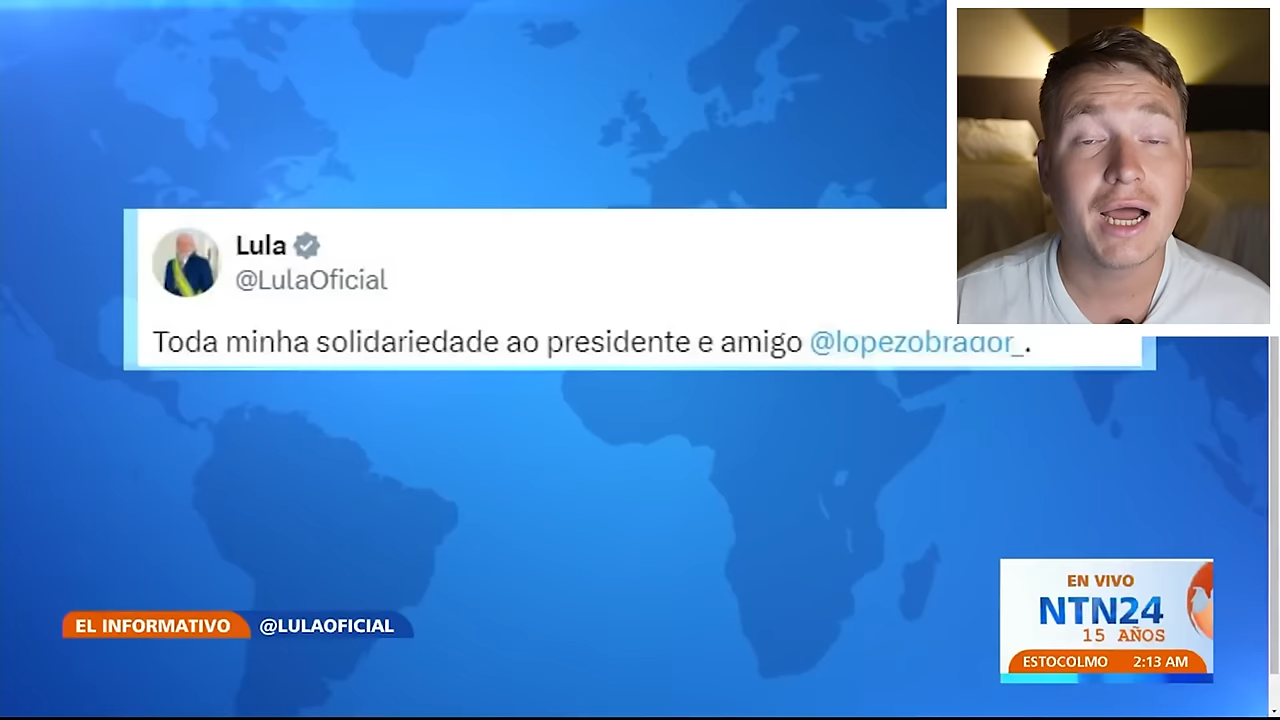 Lula
@LulaOficial
Toda minha solidariedade ao presidente e amigo @lopezobrador_.
EL INFORMATIVO @LULAOFICIAL
EN VIVO
NTN24
15 AÑOS
ESTOCOLMO 2:13 AM